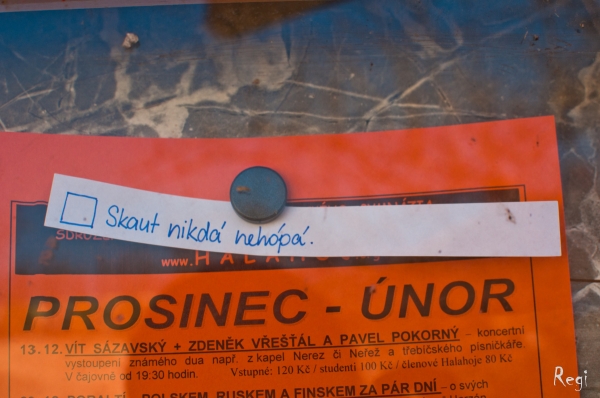 Skaut nikdá nehópá.
www.HALAHO
PROSINEC - ÚNOR
13.12. VÍT SÁZAVSKÝ + ZDENĚK VŘEŠŤÁL A PAVEL POKORNÝ - koncertní
vystoupení známého dua např. z kapel Nerez či Neřež a třebíčského písničkáře.
V čajovně od 19:30 hodin. Vstupné: 120 Kč / studenti 100 Kč / členové Halahoje 80 Kč
POLSKEM, RUSKEM A FINSKEM ZA PÁR DNÍ - o svých
Regi